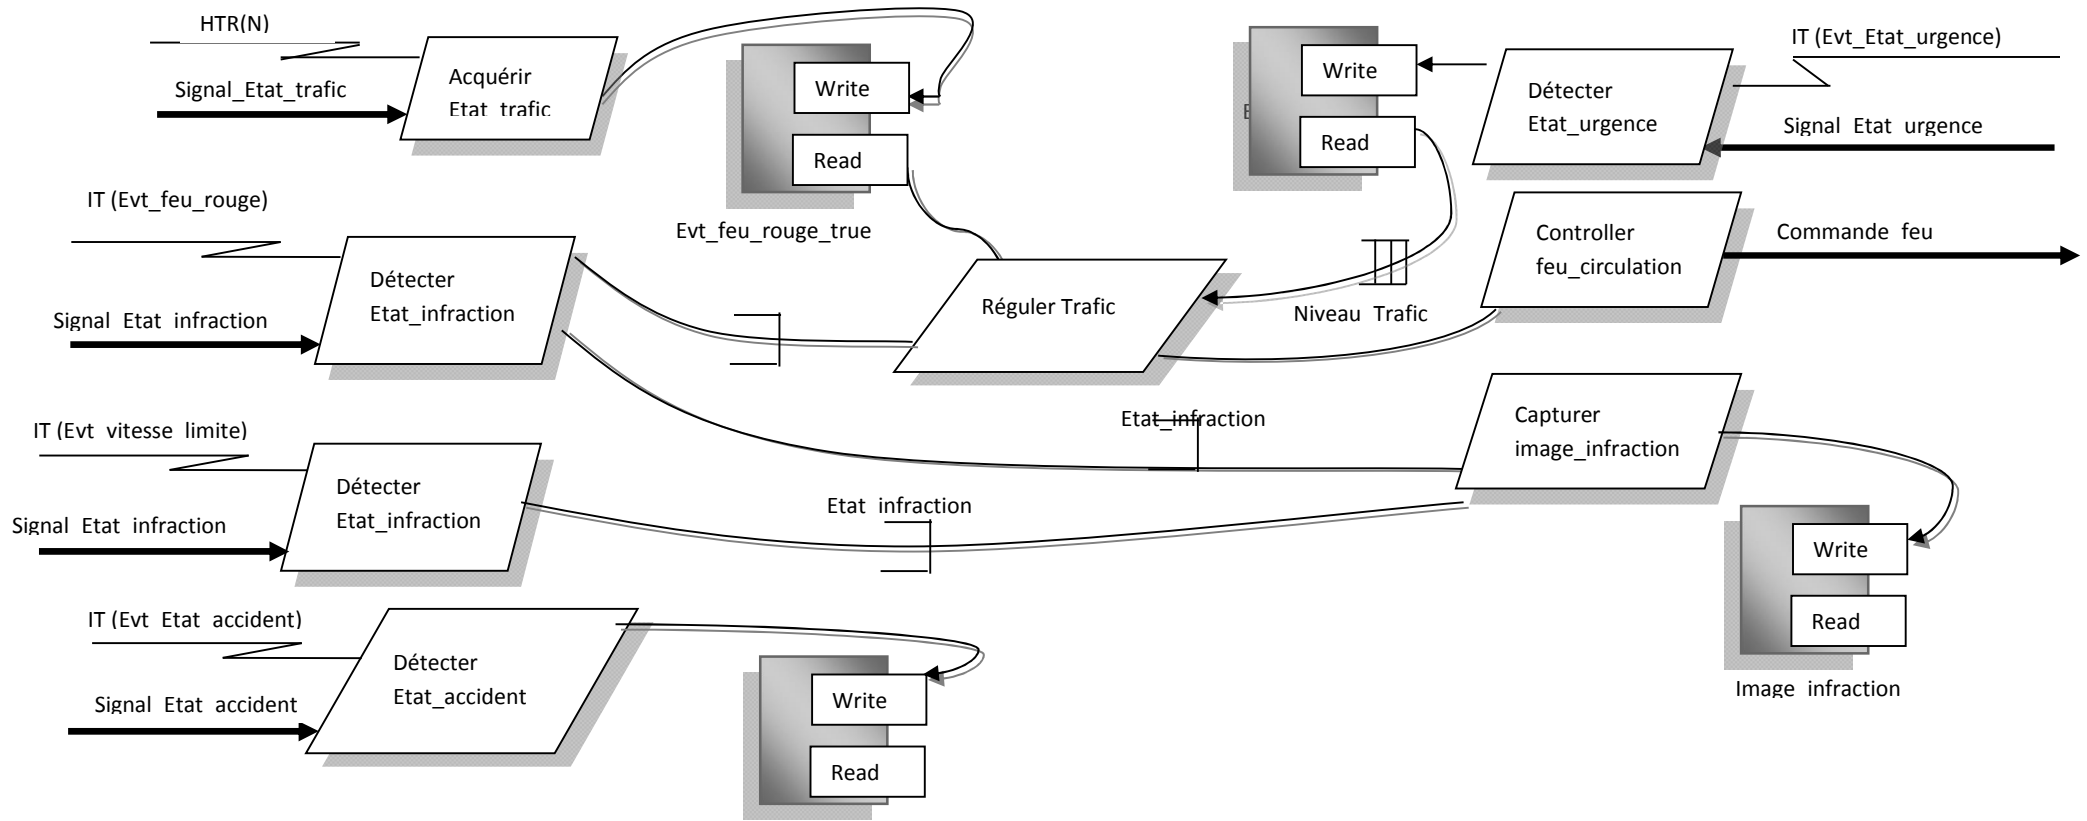 HTR(N)
Signal_Etat_trafic
Acquérir
Etat trafic
Write
Read
Evt_feu_rouge_true
Write
Read
Détecter
Etat_urgence
IT (Evt_Etat_urgence)
Signal Etat urgence
IT (Evt_feu_rouge)
Signal Etat infraction
Détecter
Etat_infraction
Réguler Trafic
Niveau Trafic
Controller
feu_circulation
Commande feu
Etat_infraction
Capturer
image_infraction
IT (Evt vitesse limite)
Signal Etat infraction
Détecter
Etat_infraction
Etat infraction
Write
Read
Image infraction
IT (Evt Etat accident)
Signal Etat accident
Détecter
Etat_accident
Write
Read